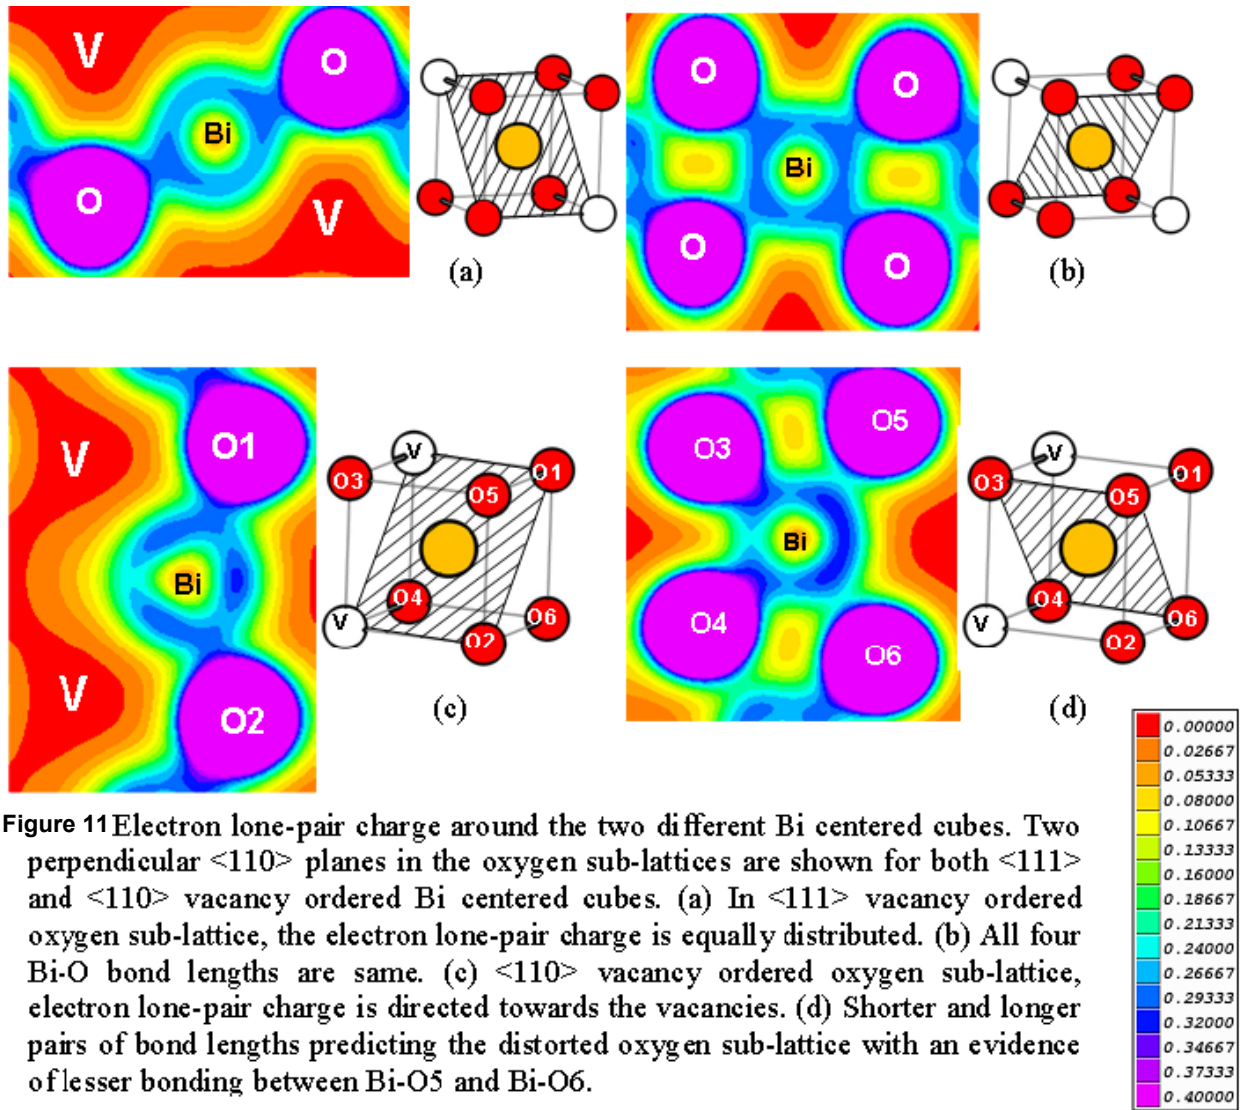 V
O
Bi
O
V
(a)
O
O
Bi
O
O
(b)
V
O1
Bi
V
O2
V
O3
O1
O5
O4
O6
V
O2
(c)
O5
O3
Bi
O4
O6
V
O3
O1
O5
O4
O6
V
O2
(d)
0.00000
0.02667
0.05333
0.08000
0.10667
0.13333
0.16000
0.18667
0.21333
0.24000
0.26667
0.29333
0.32000
0.34667
0.37333
0.40000
Figure 11 Electron lone-pair charge around the two different Bi centered cubes. Two
perpendicular <110> planes in the oxygen sub-lattices are shown for both <111>
and <110> vacancy ordered Bi centered cubes. (a) In <111> vacancy ordered
oxygen sub-lattice, the electron lone-pair charge is equally distributed. (b) All four
Bi-O bond lengths are same. (c) <110> vacancy ordered oxygen sub-lattice,
electron lone-pair charge is directed towards the vacancies. (d) Shorter and longer
pairs of bond lengths predicting the distorted oxygen sub-lattice with an evidence
of lesser bonding between Bi-O5 and Bi-O6.